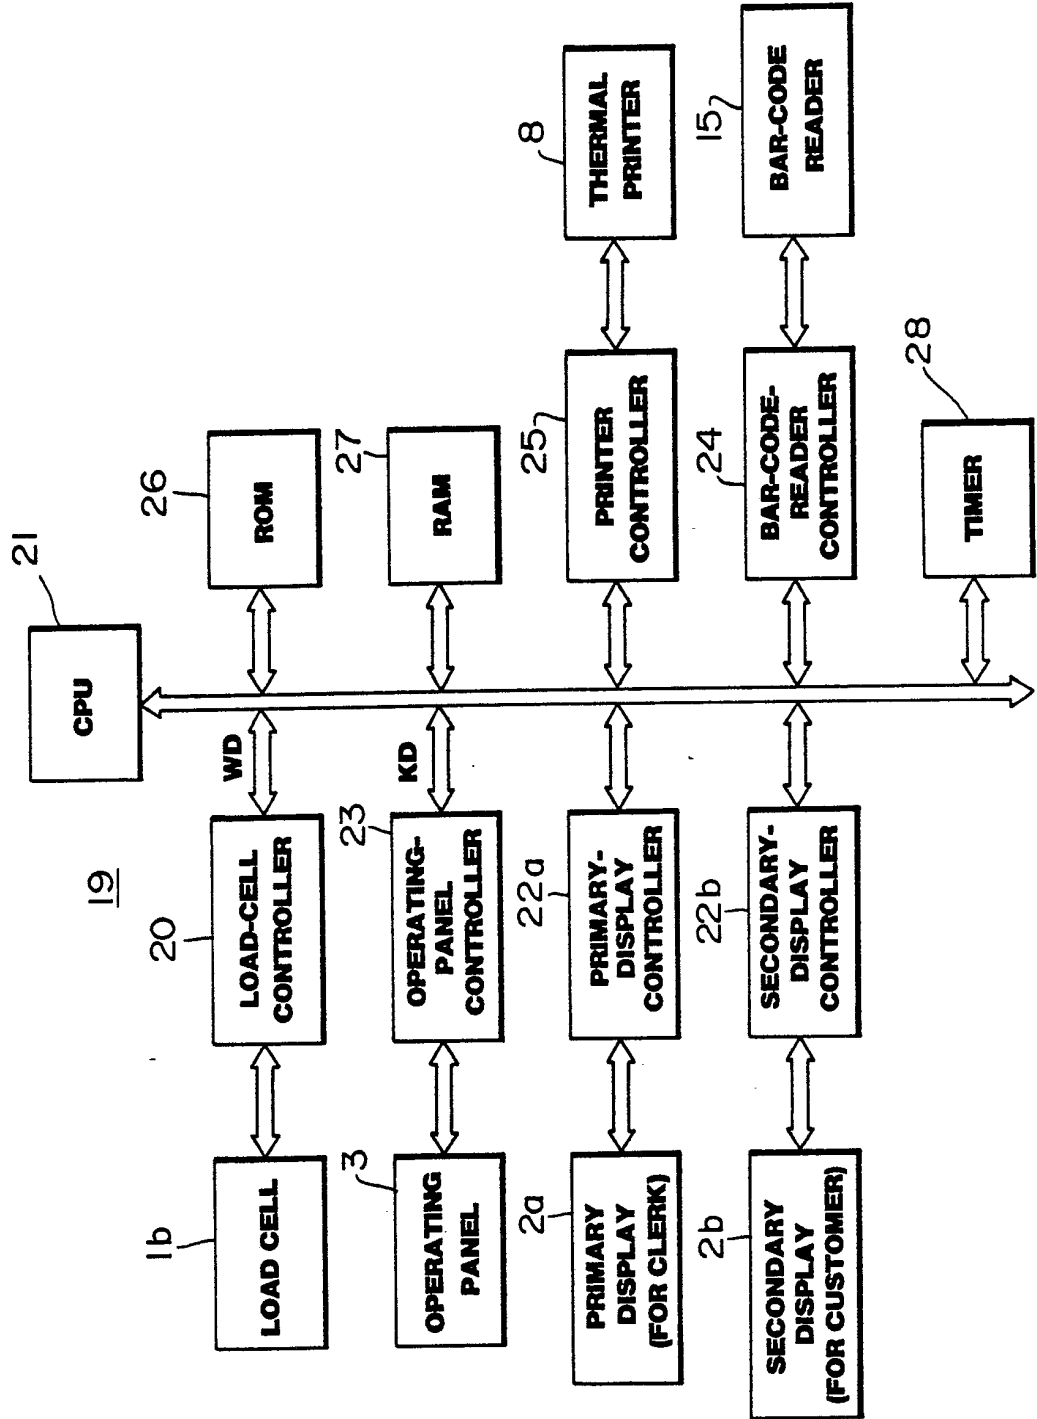 19
21
CPU
1b
LOAD CELL
20
LOAD-CELL
CONTROLLER
WD
26
ROM
3
OPERATING
PANEL
23
OPERATING-
PANEL
CONTROLLER
KD
27
RAM
2a
PRIMARY
DISPLAY
(FOR CLERK)
22a
PRIMARY-
DISPLAY
CONTROLLER
25
PRINTER
CONTROLLER
8
THERMAL
PRINTER
2b
SECONDARY
DISPLAY
(FOR CUSTOMER)
22b
SECONDARY-
DISPLAY
CONTROLLER
24
BAR-CODE-
READER
CONTROLLER
15
BAR-CODE
READER
28
TIMER